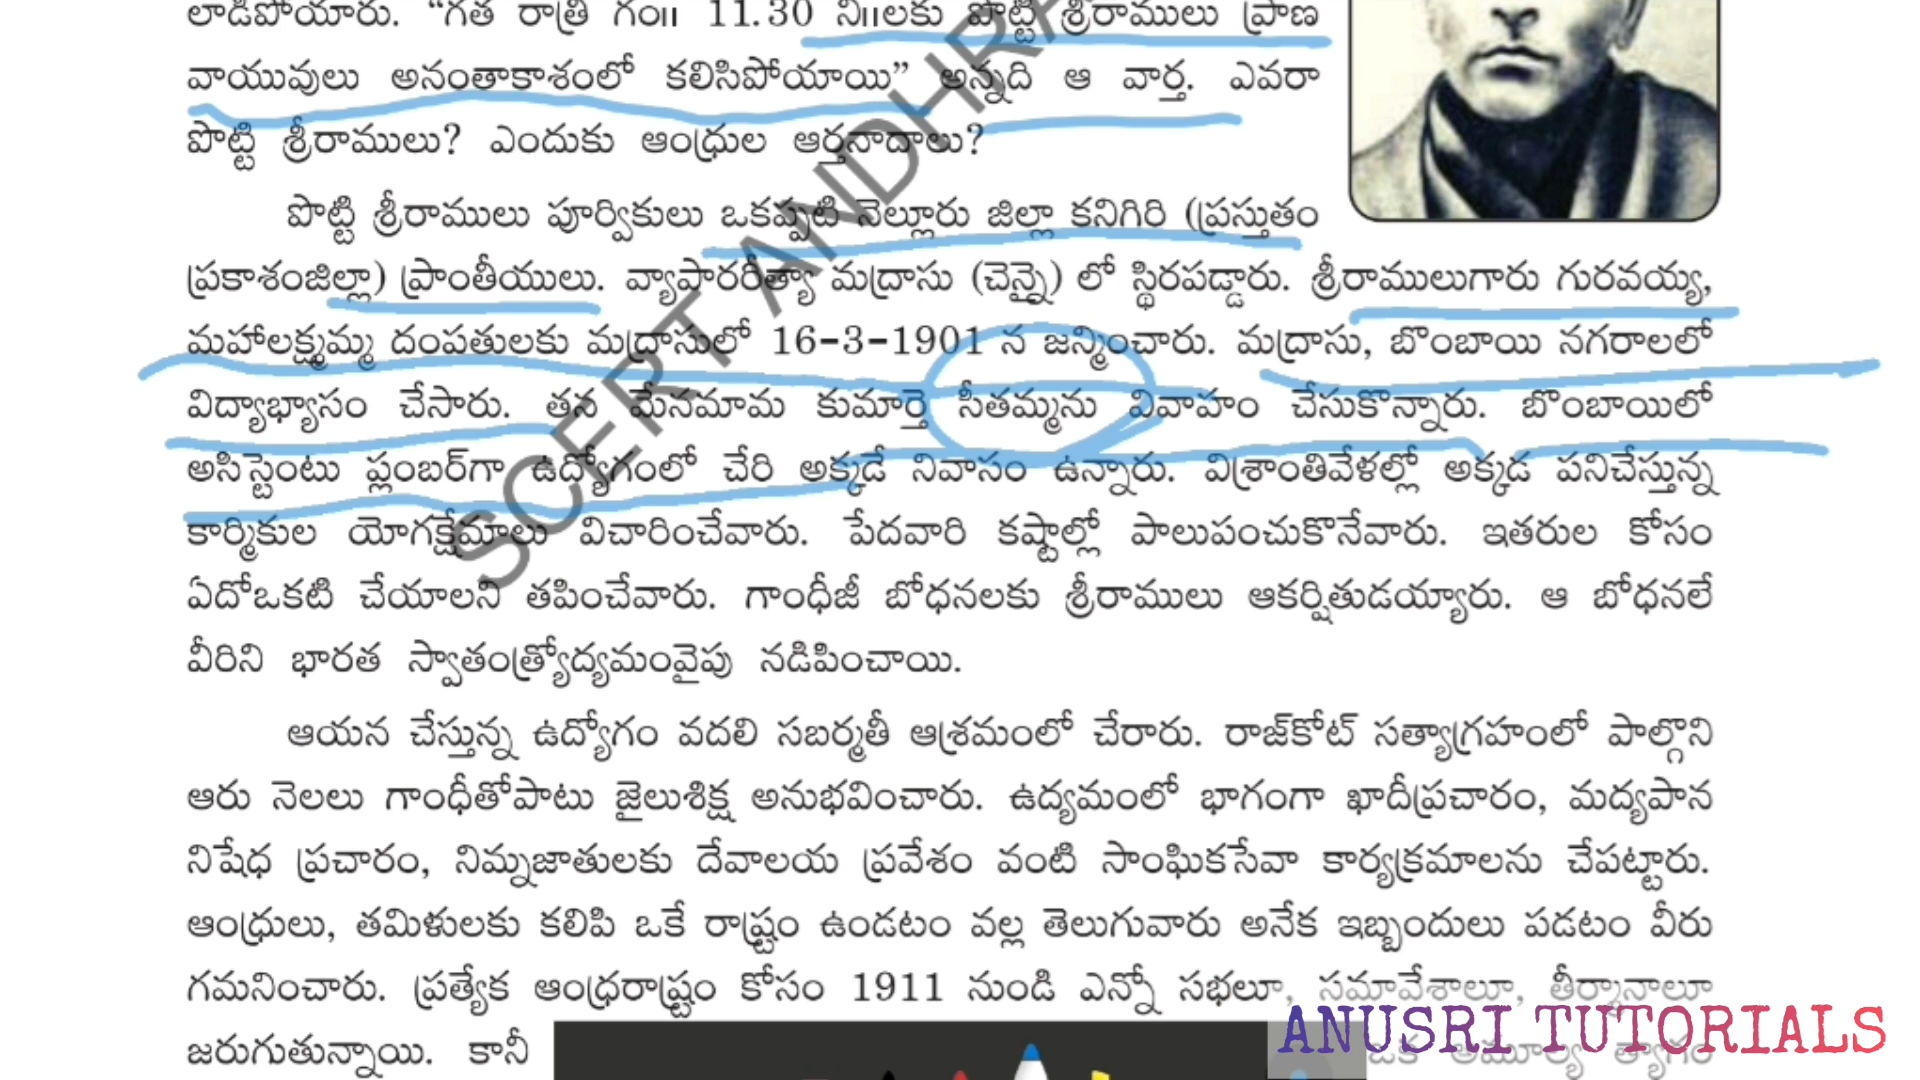 లాడిపోయారు. “గత రాత్రి గం॥ 11.30 ని॥లకు పొట్టి శ్రీరాములు ప్రాణ
వాయువులు అనంతాకాశంలో కలిసిపోయాయి” అన్నది ఆ వార్త. ఎవరా
పొట్టి శ్రీరాములు? ఎందుకు ఆంధ్రుల ఆర్తనాదాలు?
పొట్టి శ్రీరాములు పూర్వికులు ఒకప్పటి నెల్లూరు జిల్లా కనిగిరి (ప్రస్తుతం
ప్రకాశంజిల్లా) ప్రాంతీయులు. వ్యాపారరీత్యా మద్రాసు (చెన్నై) లో స్థిరపడ్డారు. శ్రీరాములుగారు గురవయ్య,
మహాలక్ష్మమ్మ దంపతులకు మద్రాసులో 16-3-1901 న జన్మించారు. మద్రాసు, బొంబాయి నగరాలలో
విద్యాభ్యాసం చేసారు. తన మేనమామ కుమార్తె సీతమ్మను వివాహం చేసుకొన్నారు. బొంబాయిలో
అసిస్టెంటు ప్లంబర్‌గా ఉద్యోగంలో చేరి అక్కడే నివాసం ఉన్నారు. విశ్రాంతివేళల్లో అక్కడ పనిచేస్తున్న
కార్మికుల యోగక్షేమాలు విచారించేవారు. పేదవారి కష్టాల్లో పాలుపంచుకొనేవారు. ఇతరుల కోసం
ఏదోఒకటి చేయాలని తపించేవారు. గాంధీజీ బోధనలకు శ్రీరాములు ఆకర్షితుడయ్యారు. ఆ బోధనలే
వీరిని భారత స్వాతంత్ర్యోద్యమంవైపు నడిపించాయి.
ఆయన చేస్తున్న ఉద్యోగం వదలి సబర్మతీ ఆశ్రమంలో చేరారు. రాజ్‌కోట్ సత్యాగ్రహంలో పాల్గొని
ఆరు నెలలు గాంధీతోపాటు జైలుశిక్ష అనుభవించారు. ఉద్యమంలో భాగంగా ఖాదీప్రచారం, మద్యపాన
నిషేధ ప్రచారం, నిమ్నజాతులకు దేవాలయ ప్రవేశం వంటి సాంఘికసేవా కార్యక్రమాలను చేపట్టారు.
ఆంధ్రులు, తమిళులకు కలిపి ఒకే రాష్ట్రం ఉండటం వల్ల తెలుగువారు అనేక ఇబ్బందులు పడటం వీరు
గమనించారు. ప్రత్యేక ఆంధ్రరాష్ట్రం కోసం 1911 నుండి ఎన్నో సభలూ, సమావేశాలూ, తీర్మానాలూ
జరుగుతున్నాయి. కానీ
SCERT ANDHRA
ANUSRI TUTORIALS